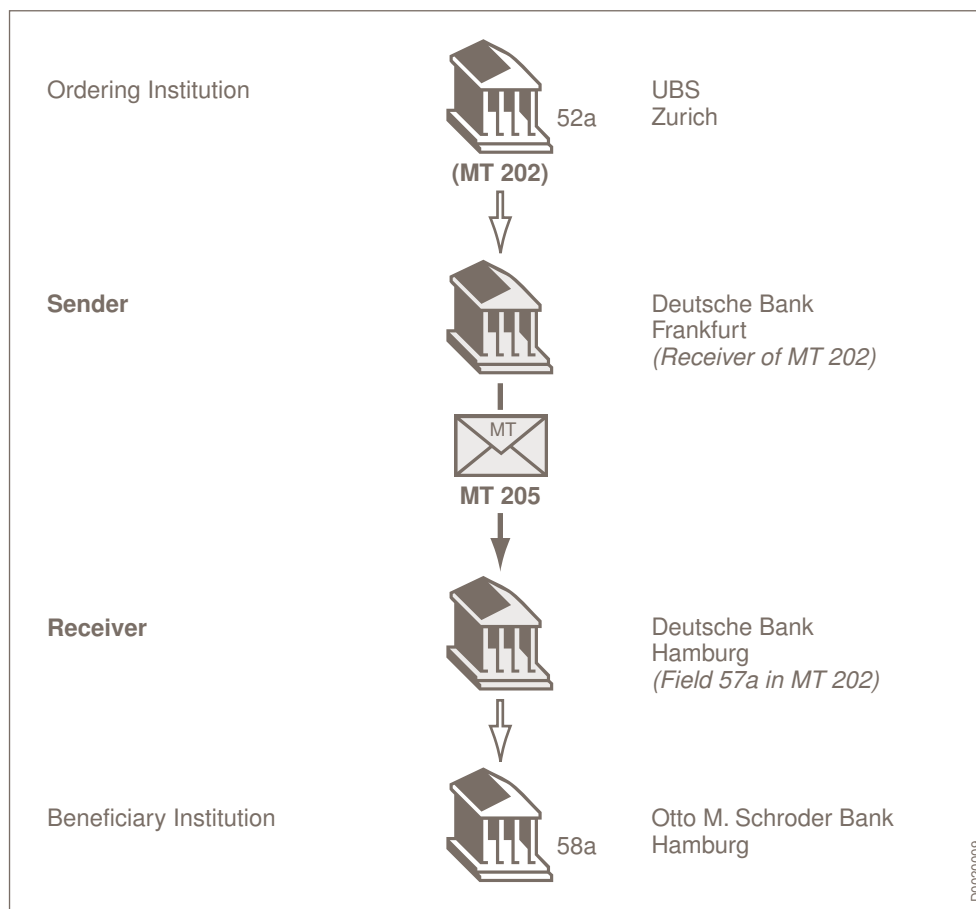 Ordering Institution
52a
UBS
Zurich
(MT 202)
Sender
Deutsche Bank
Frankfurt
(Receiver of MT 202)
MT
MT 205
Receiver
Deutsche Bank
Hamburg
(Field 57a in MT 202)
Beneficiary Institution
58a
Otto M. Schroder Bank
Hamburg
D0020009